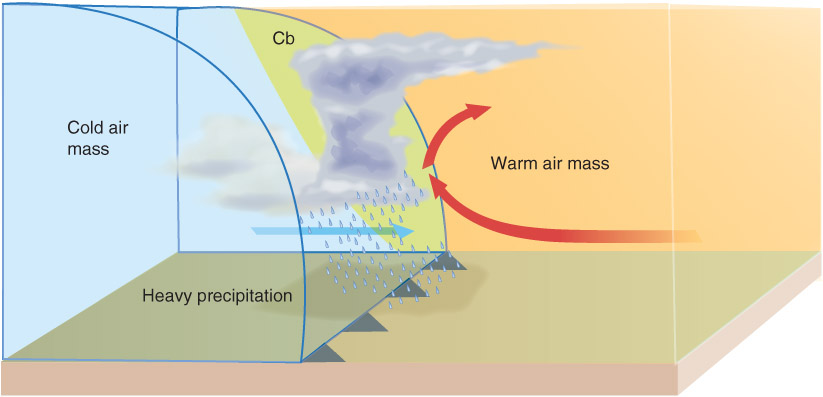 Cb
Cold air
mass
Warm air mass
Heavy precipitation